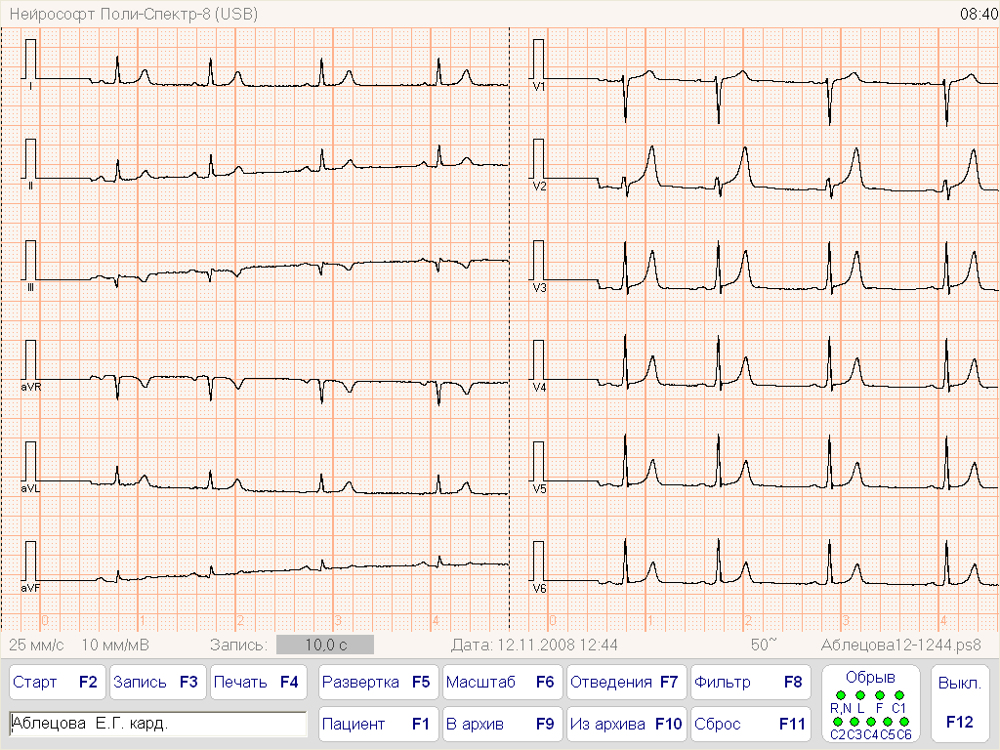 Нейрософт Поли-Спектр-8 (USB) 08:40
I V1
II V2
III V3
aVR V4
aVL V5
aVF V6
0 1 2 3 4 0 1 2 3 4
25 мм/с 10 мм/мВ Запись: 10,0 с Дата: 12.11.2008 12:44 50~ Аблецова12-1244.ps8
Старт F2 Запись F3 Печать F4 Развертка F5 Масштаб F6 Отведения F7 Фильтр F8 Обрыв Выкл.
R,N L F C1
Аблецова Е.Г. кард. Пациент F1 В архив F9 Из архива F10 Сброс F11 C2 C3 C4 C5 C6 F12